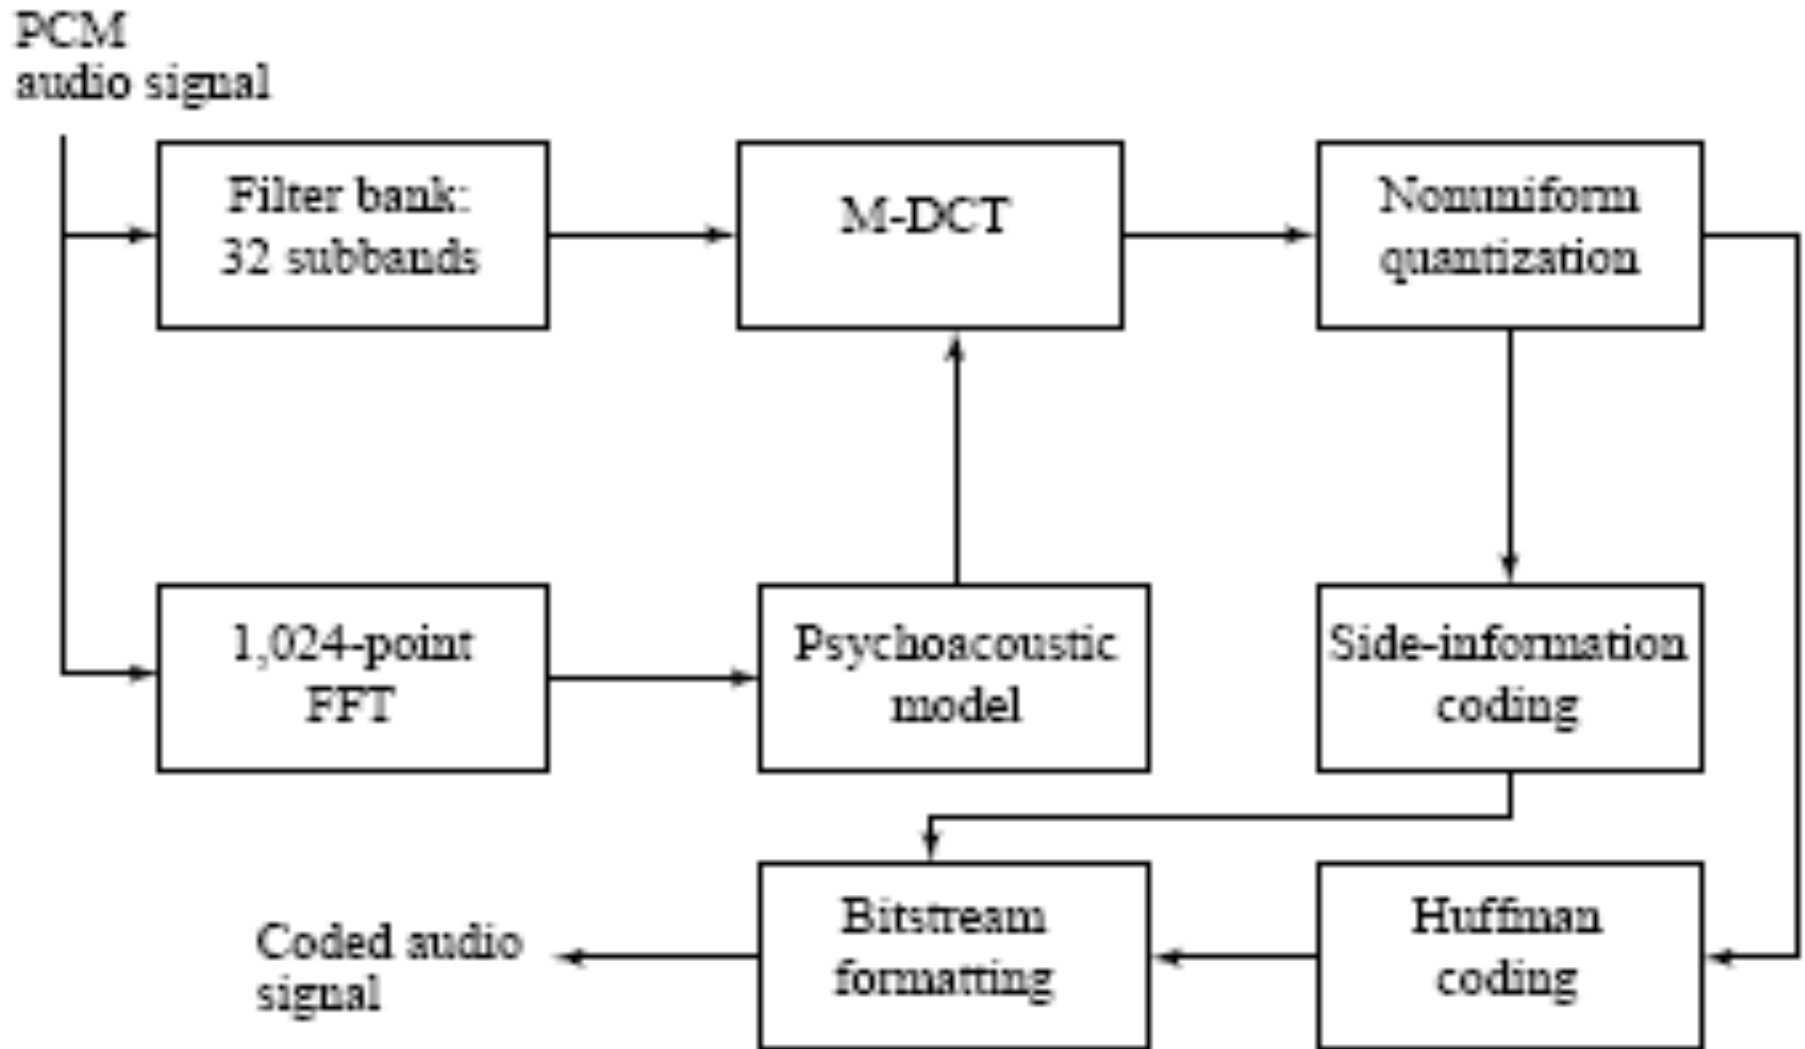 PCM
audio signal
Filter bank:
32 subbands
M-DCT
Nonuniform
quantization
1,024-point
FFT
Psychoacoustic
model
Side-information
coding
Coded audio
signal
Bitstream
formatting
Huffman
coding